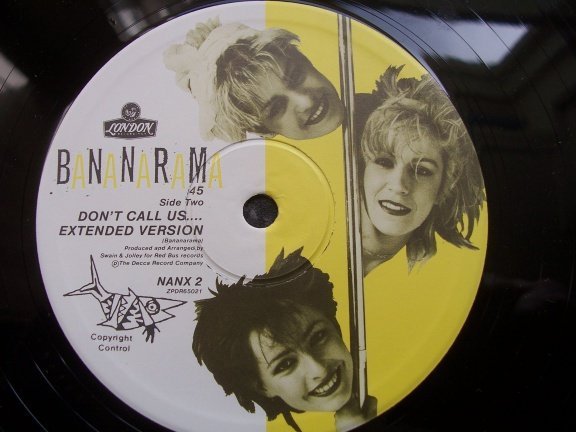 LONDON
BANANARAMA
45
Side Two
DON'T CALL US....
EXTENDED VERSION
(Bananarama)
Produced and Arranged by
Swain & Jolley for Red Bus records
℗The Decca Record Company
NANX 2
ZPDR65021
Copyright
Control